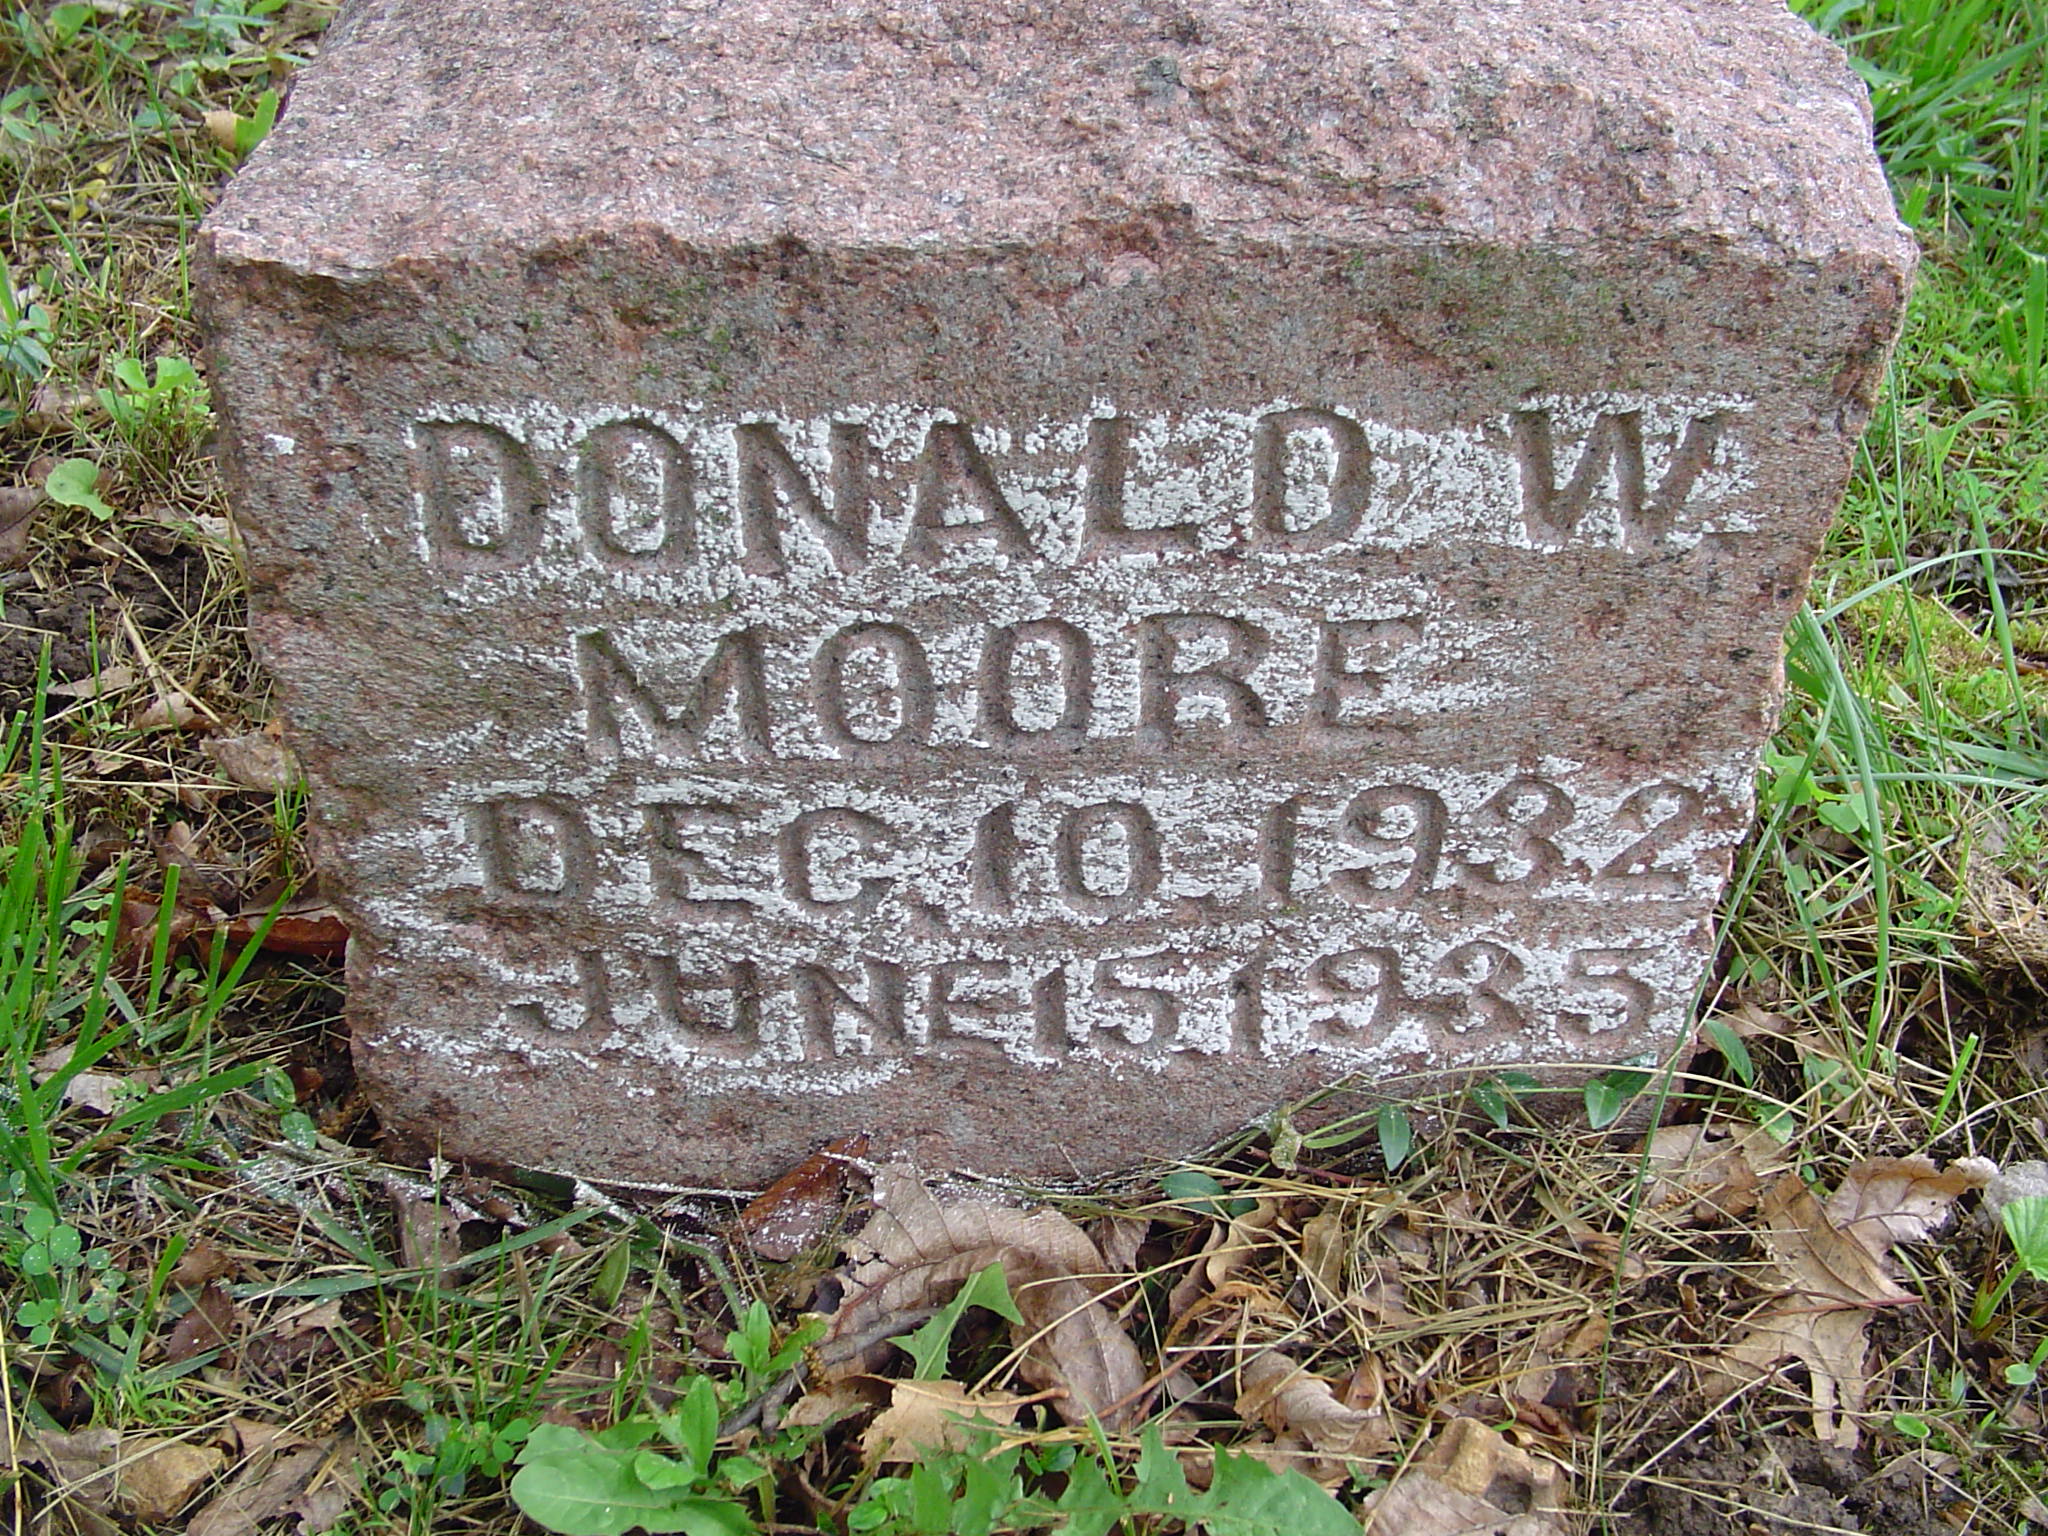 DONALD W
MOORE
DEC. 10, 1932
JUNE 15, 1935